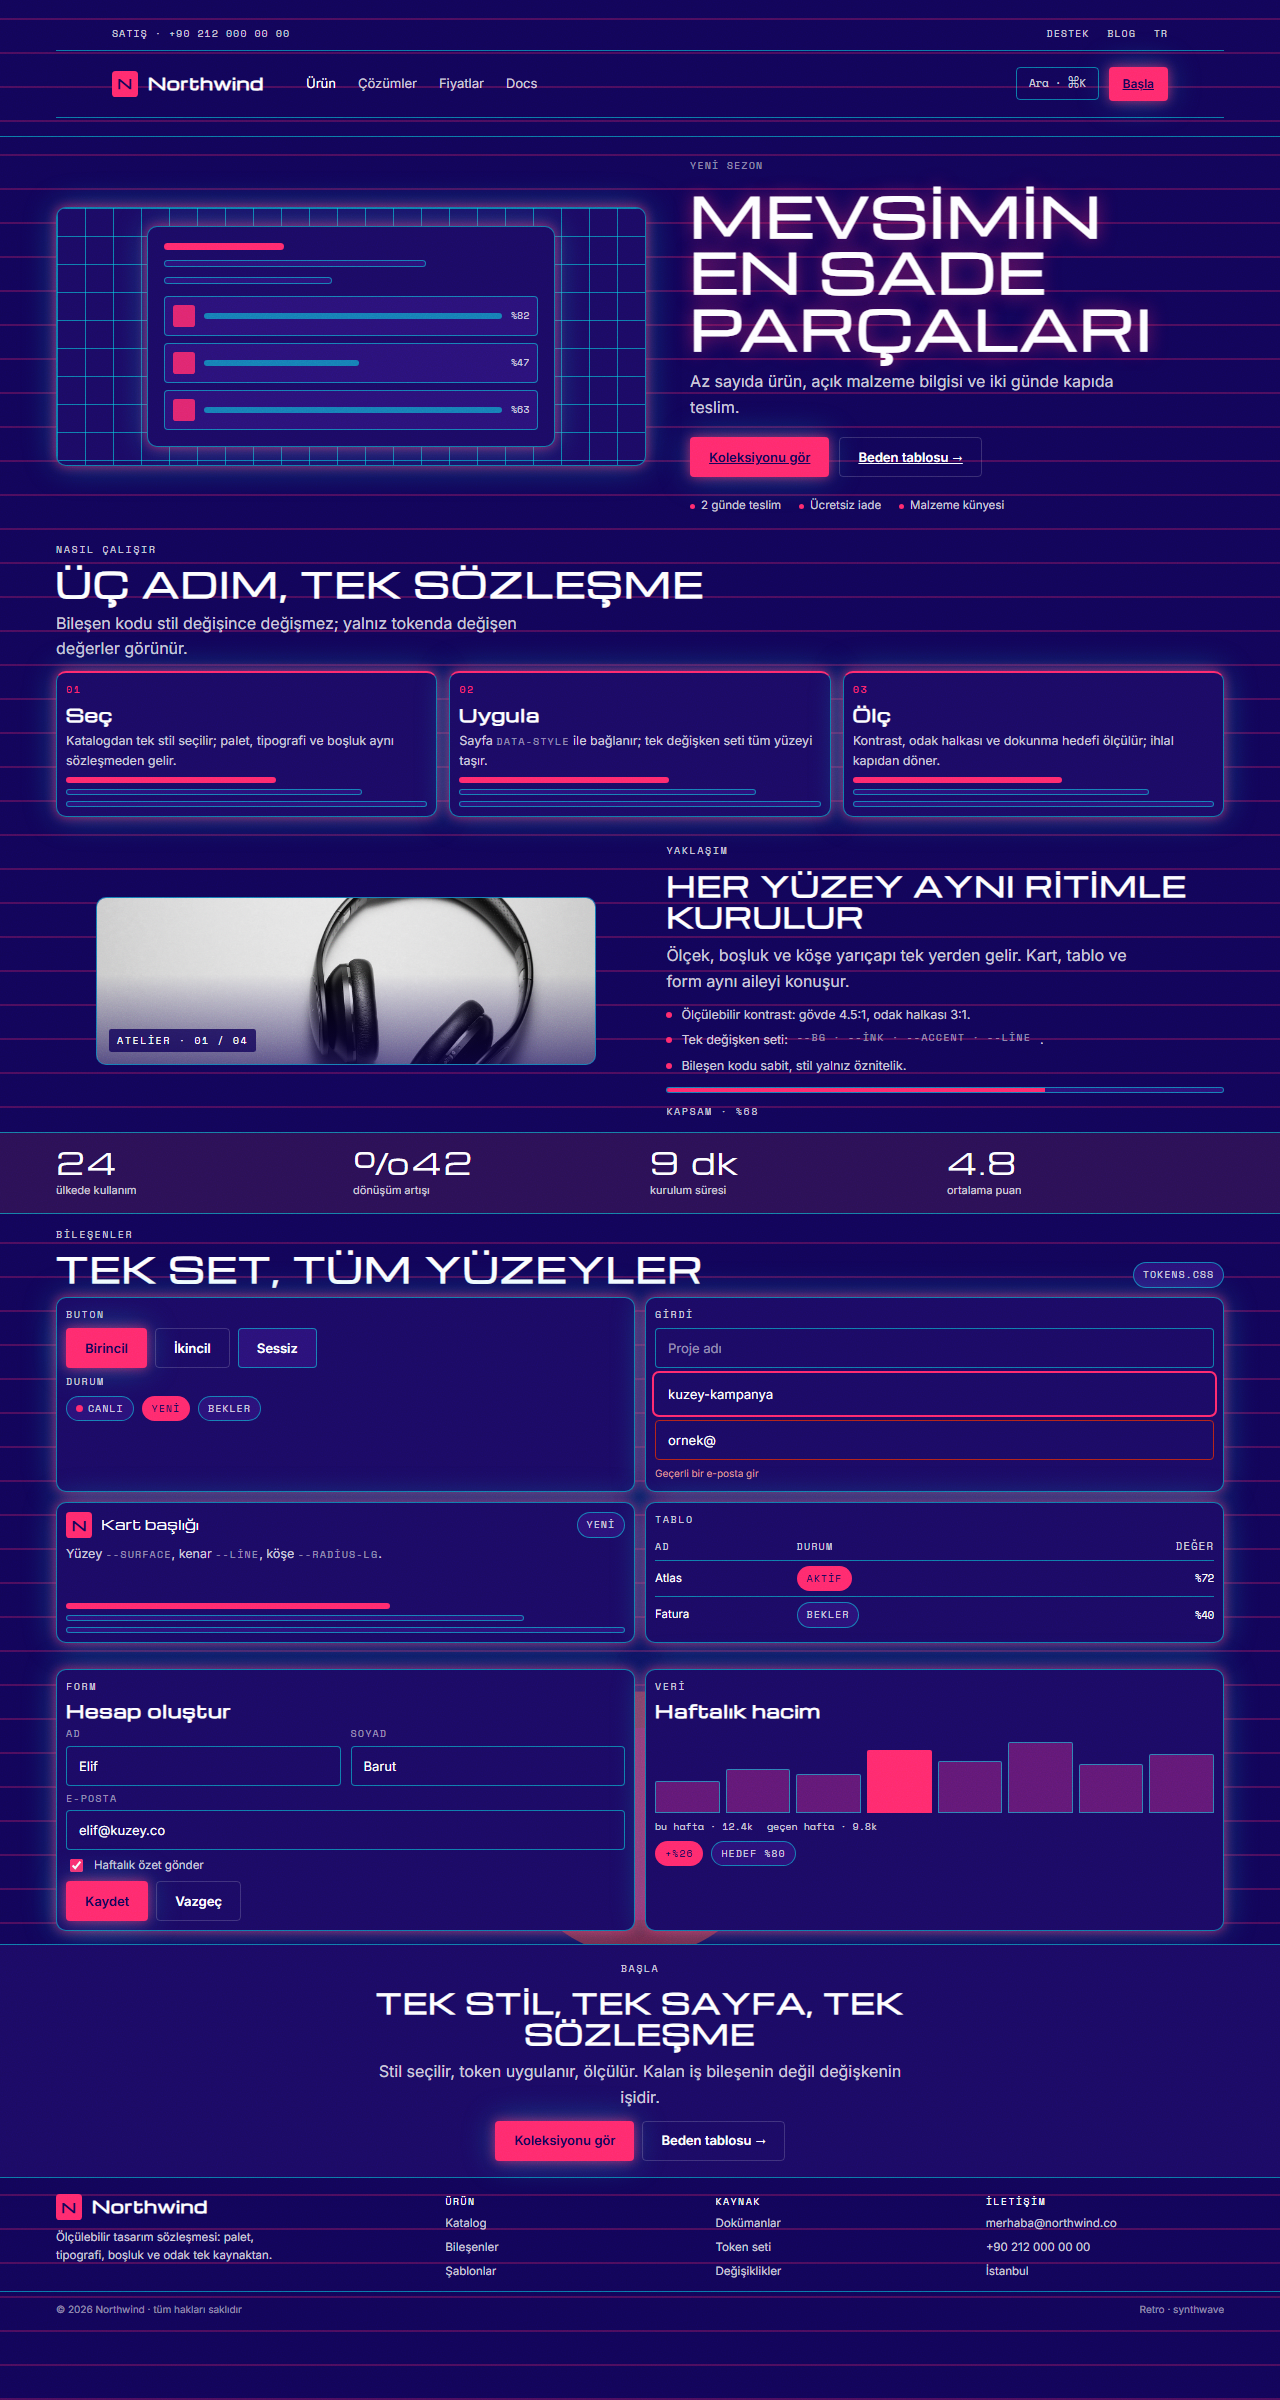 SATIŞ · +90 212 000 00 00
DESTEK BLOG TR
N Northwind Ürün Çözümler Fiyatlar Docs Ara · ⌘K Başla
YENİ SEZON
MEVSİMİN
EN SADE
PARÇALARI
Az sayıda ürün, açık malzeme bilgisi ve iki günde kapıda
teslim.
Koleksiyonu gör Beden tablosu →
2 günde teslim Ücretsiz iade Malzeme künyesi
%82
%47
%63
NASIL ÇALIŞIR
ÜÇ ADIM, TEK SÖZLEŞME
Bileşen kodu stil değişince değişmez; yalnız tokenda değişen
değerler görünür.
01
Seç
Katalogdan tek stil seçilir; palet, tipografi ve boşluk aynı
sözleşmeden gelir.
02
Uygula
Sayfa DATA-STYLE ile bağlanır; tek değişken seti tüm yüzeyi
taşır.
03
Ölç
Kontrast, odak halkası ve dokunma hedefi ölçülür; ihlal
kapıdan döner.
ATELİER · 01 / 04
YAKLAŞIM
HER YÜZEY AYNI RİTİMLE
KURULUR
Ölçek, boşluk ve köşe yarıçapı tek yerden gelir. Kart, tablo ve
form aynı aileyi konuşur.
Ölçülebilir kontrast: gövde 4.5:1, odak halkası 3:1.
Tek değişken seti: --BG · --İNK · --ACCENT · --LİNE .
Bileşen kodu sabit, stil yalnız öznitelik.
KAPSAM · %68
24
ülkede kullanım
%42
dönüşüm artışı
9 dk
kurulum süresi
4.8
ortalama puan
BİLEŞENLER
TEK SET, TÜM YÜZEYLER
TOKENS.CSS
BUTON
Birincil İkincil Sessiz
DURUM
CANLI YENİ BEKLER
GİRDİ
Proje adı
kuzey-kampanya
ornek@
Geçerli bir e-posta gir
N Kart başlığı YENİ
Yüzey --SURFACE, kenar --LİNE, köşe --RADİUS-LG.
TABLO
AD DURUM DEĞER
Atlas AKTİF %72
Fatura BEKLER %40
FORM
Hesap oluştur
AD SOYAD
Elif Barut
E-POSTA
elif@kuzey.co
Haftalık özet gönder
Kaydet Vazgeç
VERİ
Haftalık hacim
bu hafta · 12.4k geçen hafta · 9.8k
+%26 HEDEF %80
BAŞLA
TEK STİL, TEK SAYFA, TEK
SÖZLEŞME
Stil seçilir, token uygulanır, ölçülür. Kalan iş bileşenin değil değişkenin
işidir.
Koleksiyonu gör Beden tablosu →
N Northwind
Ölçülebilir tasarım sözleşmesi: palet,
tipografi, boşluk ve odak tek kaynaktan.
ÜRÜN
Katalog
Bileşenler
Şablonlar
KAYNAK
Dokümanlar
Token seti
Değişiklikler
İLETİŞİM
merhaba@northwind.co
+90 212 000 00 00
İstanbul
© 2026 Northwind · tüm hakları saklıdır
Retro · synthwave